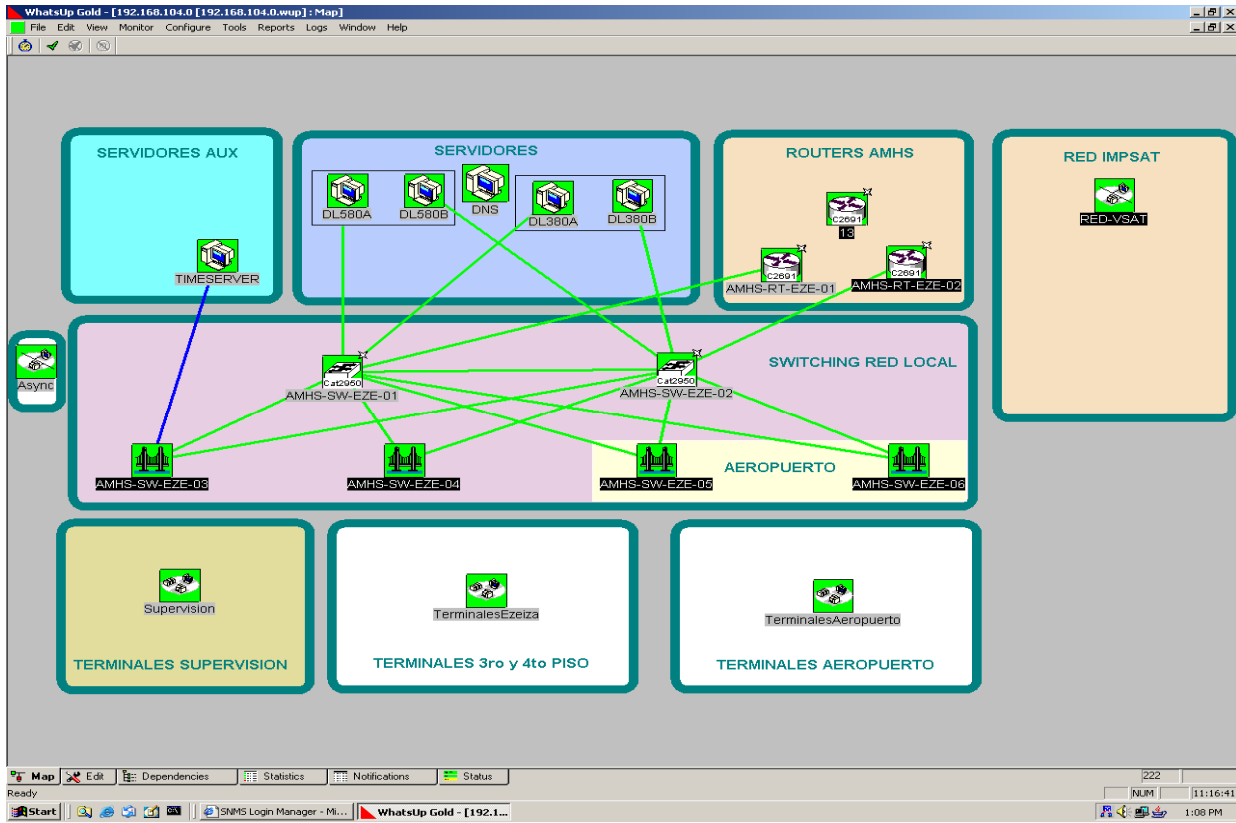 WhatsUp Gold - [192.168.104.0 [192.168.104.0.wup] : Map]
File Edit View Monitor Configure Tools Reports Logs Window Help
SERVIDORES AUX
TIMESERVER
SERVIDORES
DL580A
DL580B
DNS
DL380A
DL380B
ROUTERS AMHS
C2691
13
C2691
AMHS-RT-EZE-01
C2691
AMHS-RT-EZE-02
RED IMPSAT
RED-VSAT
Async
SWITCHING RED LOCAL
Cat2950
AMHS-SW-EZE-01
Cat2950
AMHS-SW-EZE-02
AEROPUERTO
AMHS-SW-EZE-03
AMHS-SW-EZE-04
AMHS-SW-EZE-05
AMHS-SW-EZE-06
Supervision
TERMINALES SUPERVISION
TerminalesEzeiza
TERMINALES 3ro y 4to PISO
TerminalesAeropuerto
TERMINALES AEROPUERTO
Map Edit Dependencies Statistics Notifications Status
222
Ready
NUM 11:16:41
Start SNMS Login Manager - Mi... WhatsUp Gold - [192.1...
1:08 PM